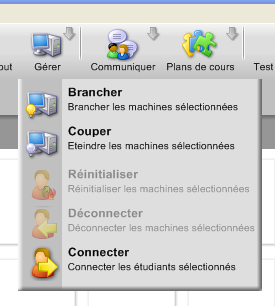 out Gérer Communiquer Plans de cours Test
Brancher
Brancher les machines sélectionnées
Couper
Eteindre les machines sélectionnées
Réinitialiser
Réinitialiser les machines sélectionnées
Déconnecter
Déconnecter les machines sélectionnées
Connecter
Connecter les étudiants sélectionnés